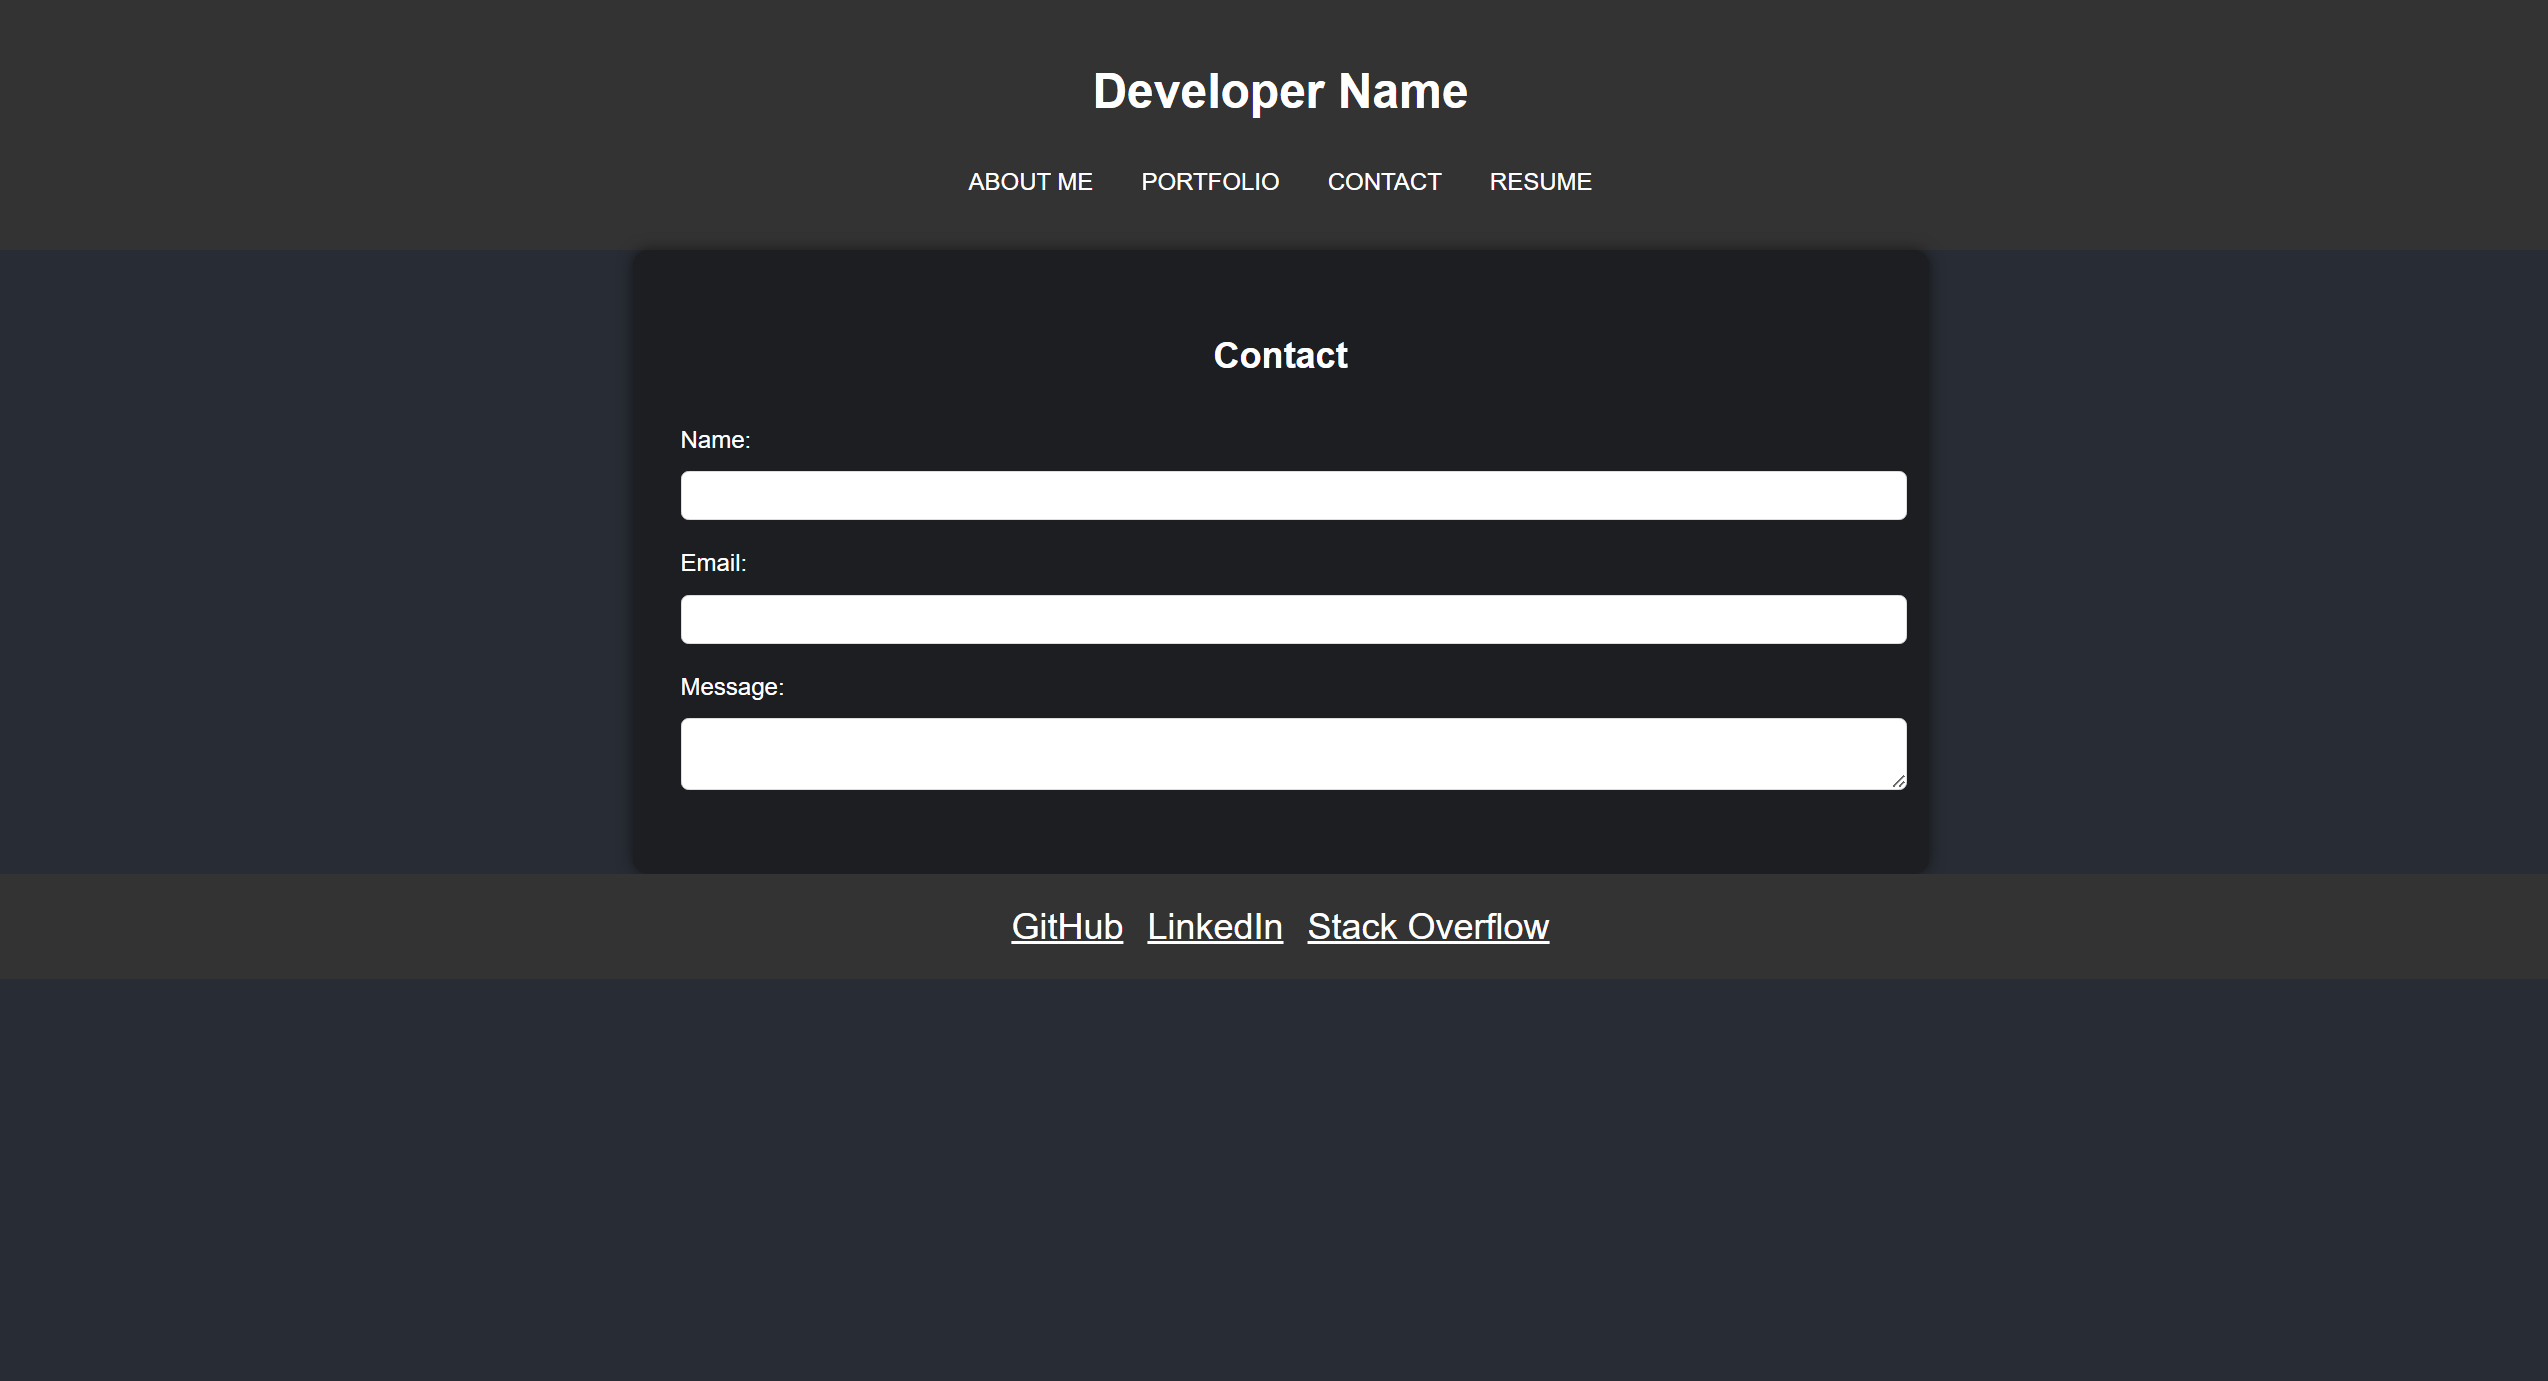 Developer Name
ABOUT ME PORTFOLIO CONTACT RESUME
Contact
Name:
Email:
Message:
GitHub LinkedIn Stack Overflow